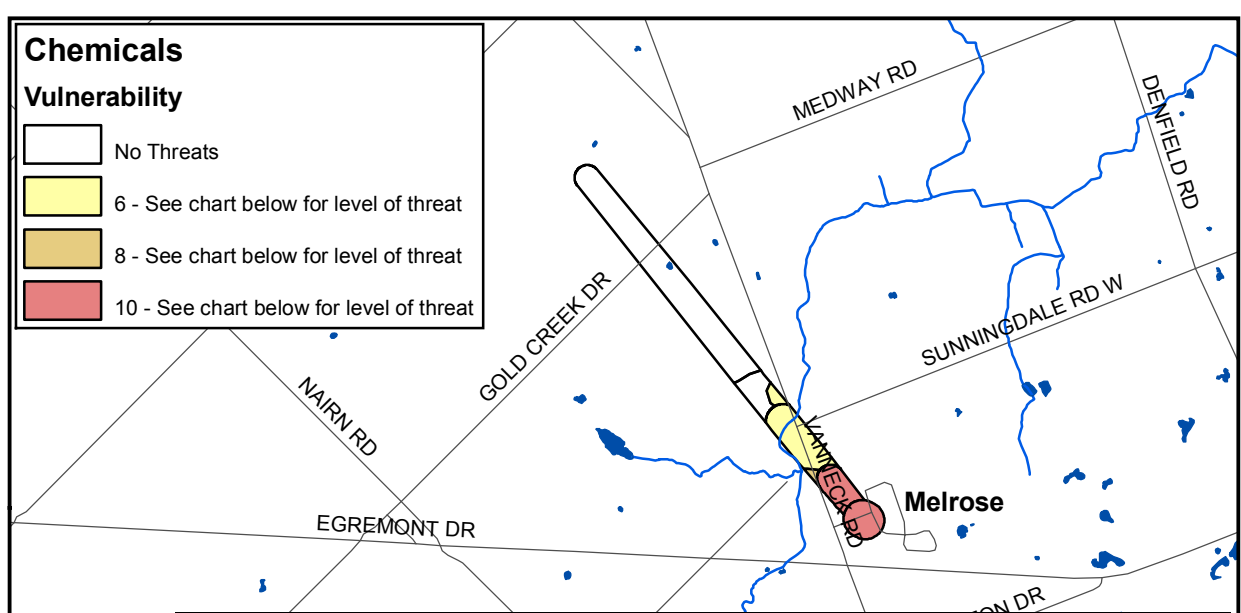 Chemicals
Vulnerability
No Threats
6 - See chart below for level of threat
8 - See chart below for level of threat
10 - See chart below for level of threat
MEDWAY RD
DENFIELD RD
GOLD CREEK DR
SUNNINGDALE RD W
NAIRN RD
VANNECK RD
Melrose
EGREMONT DR
ON DR